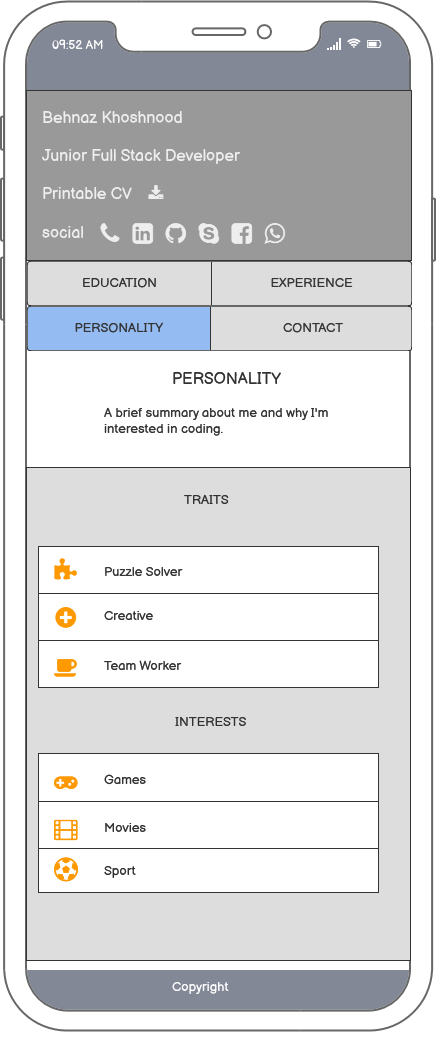 09:52 AM
Behnaz Khoshnood
Junior Full Stack Developer
Printable CV
social
EDUCATION
EXPERIENCE
PERSONALITY
CONTACT
PERSONALITY
A brief summary about me and why I'm
interested in coding.
TRAITS
Puzzle Solver
Creative
Team Worker
INTERESTS
Games
Movies
Sport
Copyright